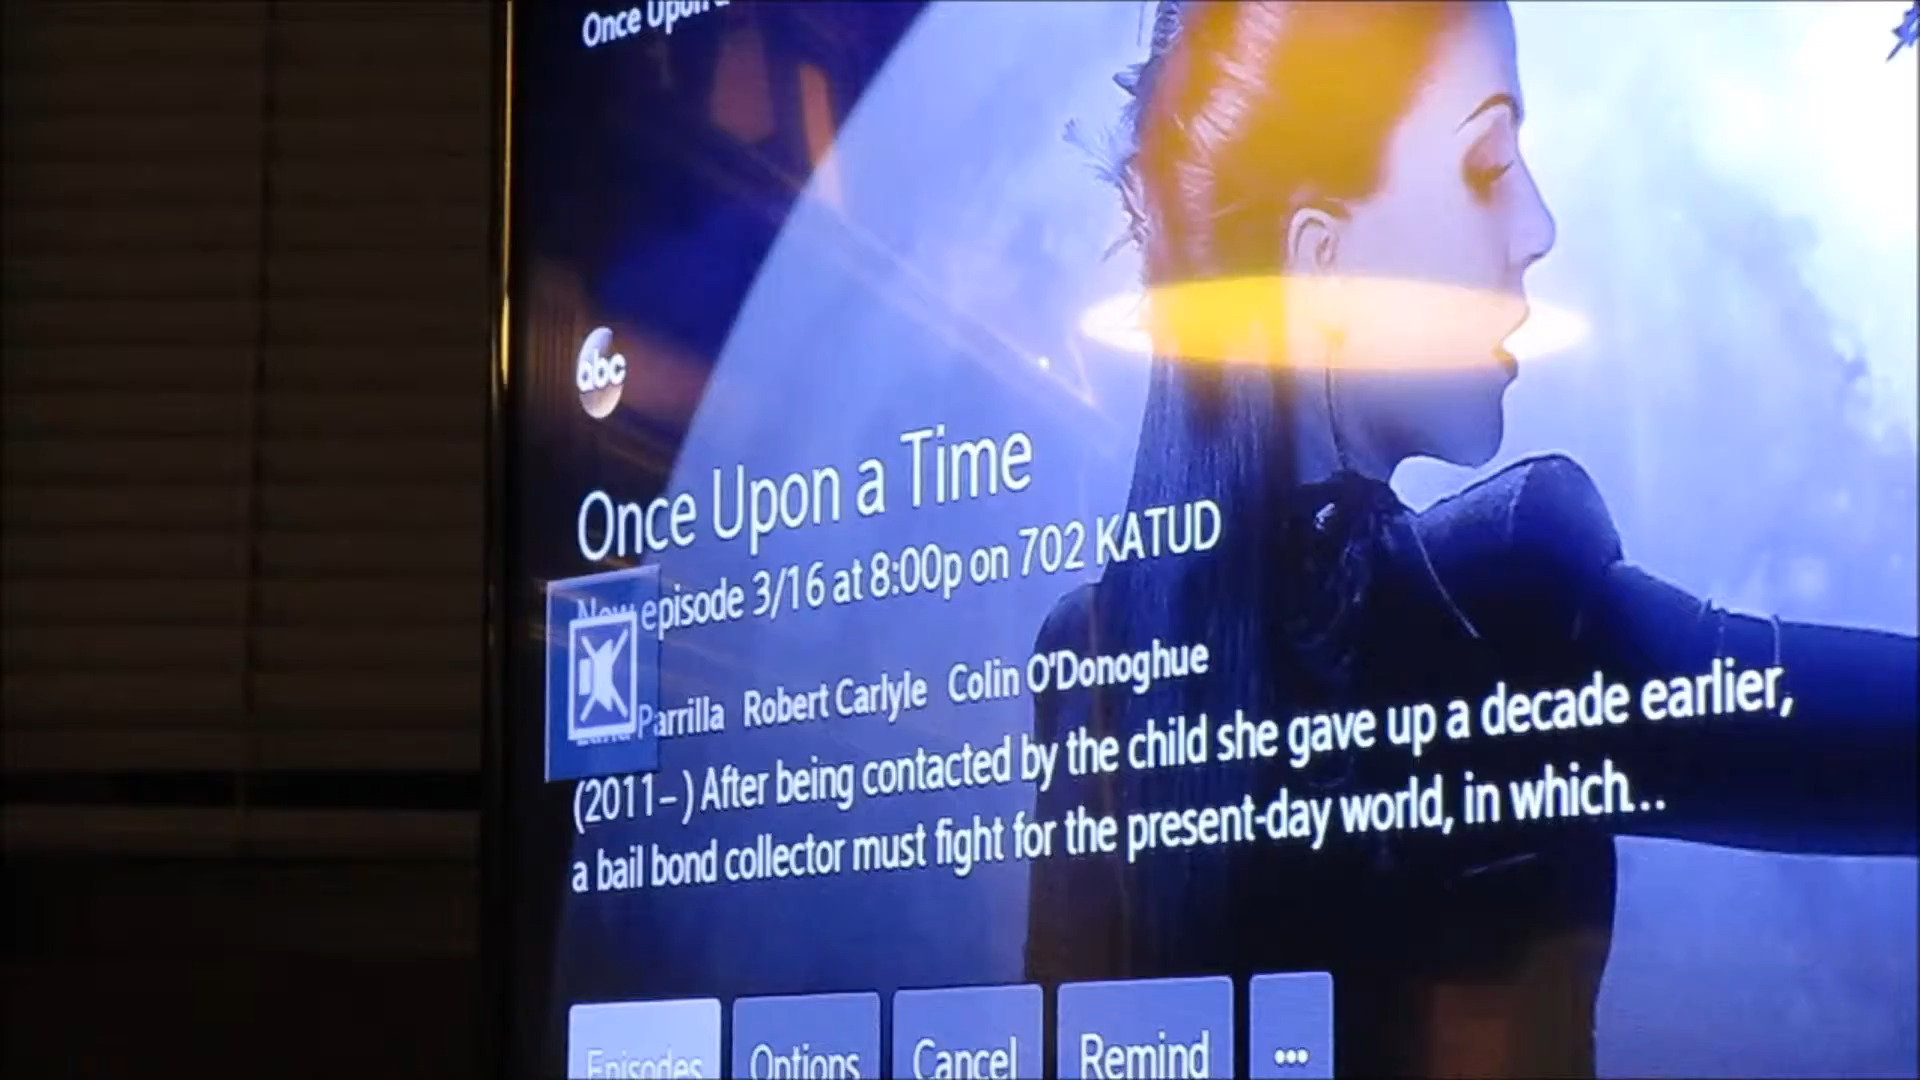 Once Upon a
abc
Once Upon a Time
New episode 3/16 at 8:00p on 702 KATUD
Parrilla Robert Carlyle Colin O'Donoghue
(2011–) After being contacted by the child she gave up a decade earlier,
a bail bond collector must fight for the present-day world, in which...
Episodes Options Cancel Remind ...